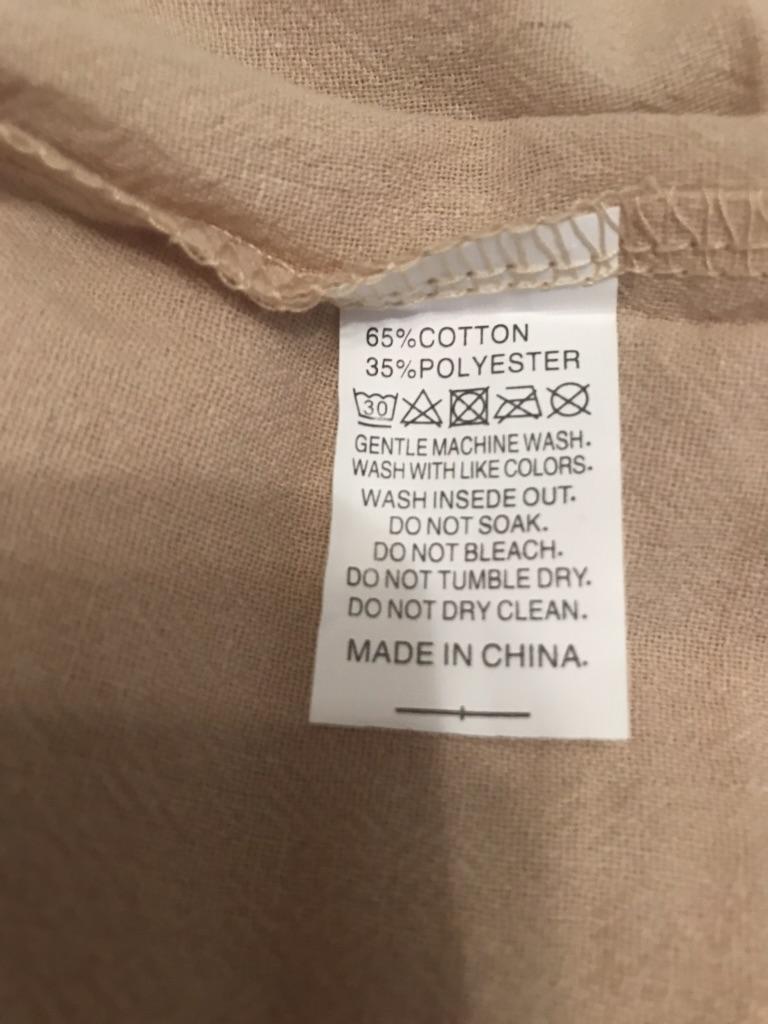 65%COTTON
35%POLYESTER
30
GENTLE MACHINE WASH.
WASH WITH LIKE COLORS.
WASH INSEDE OUT.
DO NOT SOAK.
DO NOT BLEACH.
DO NOT TUMBLE DRY.
DO NOT DRY CLEAN.
MADE IN CHINA.